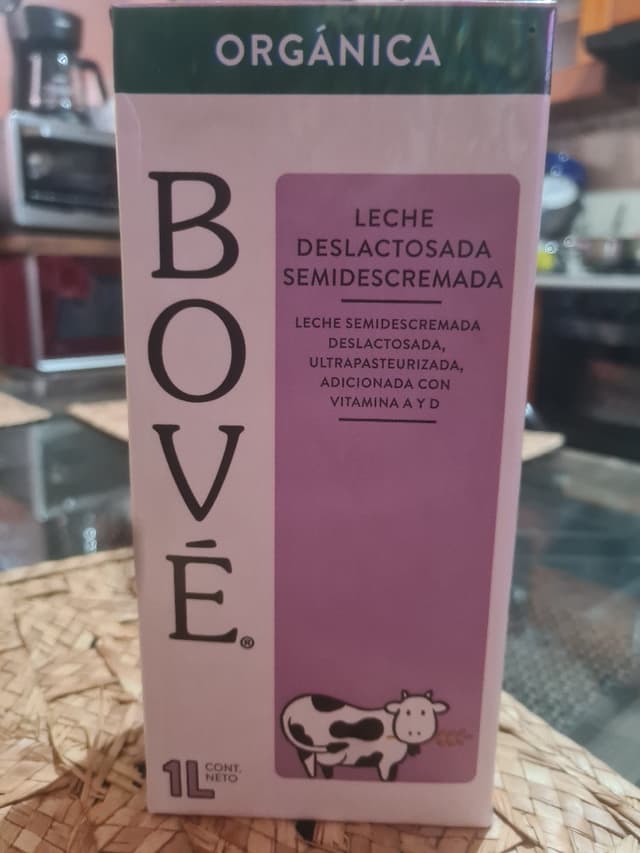 ORGÁNICA
BOVÉ®
LECHE
DESLACTOSADA
SEMIDESCREMADA
LECHE SEMIDESCREMADA
DESLACTOSADA,
ULTRAPASTEURIZADA,
ADICIONADA CON
VITAMINA A Y D
1L CONT.
NETO